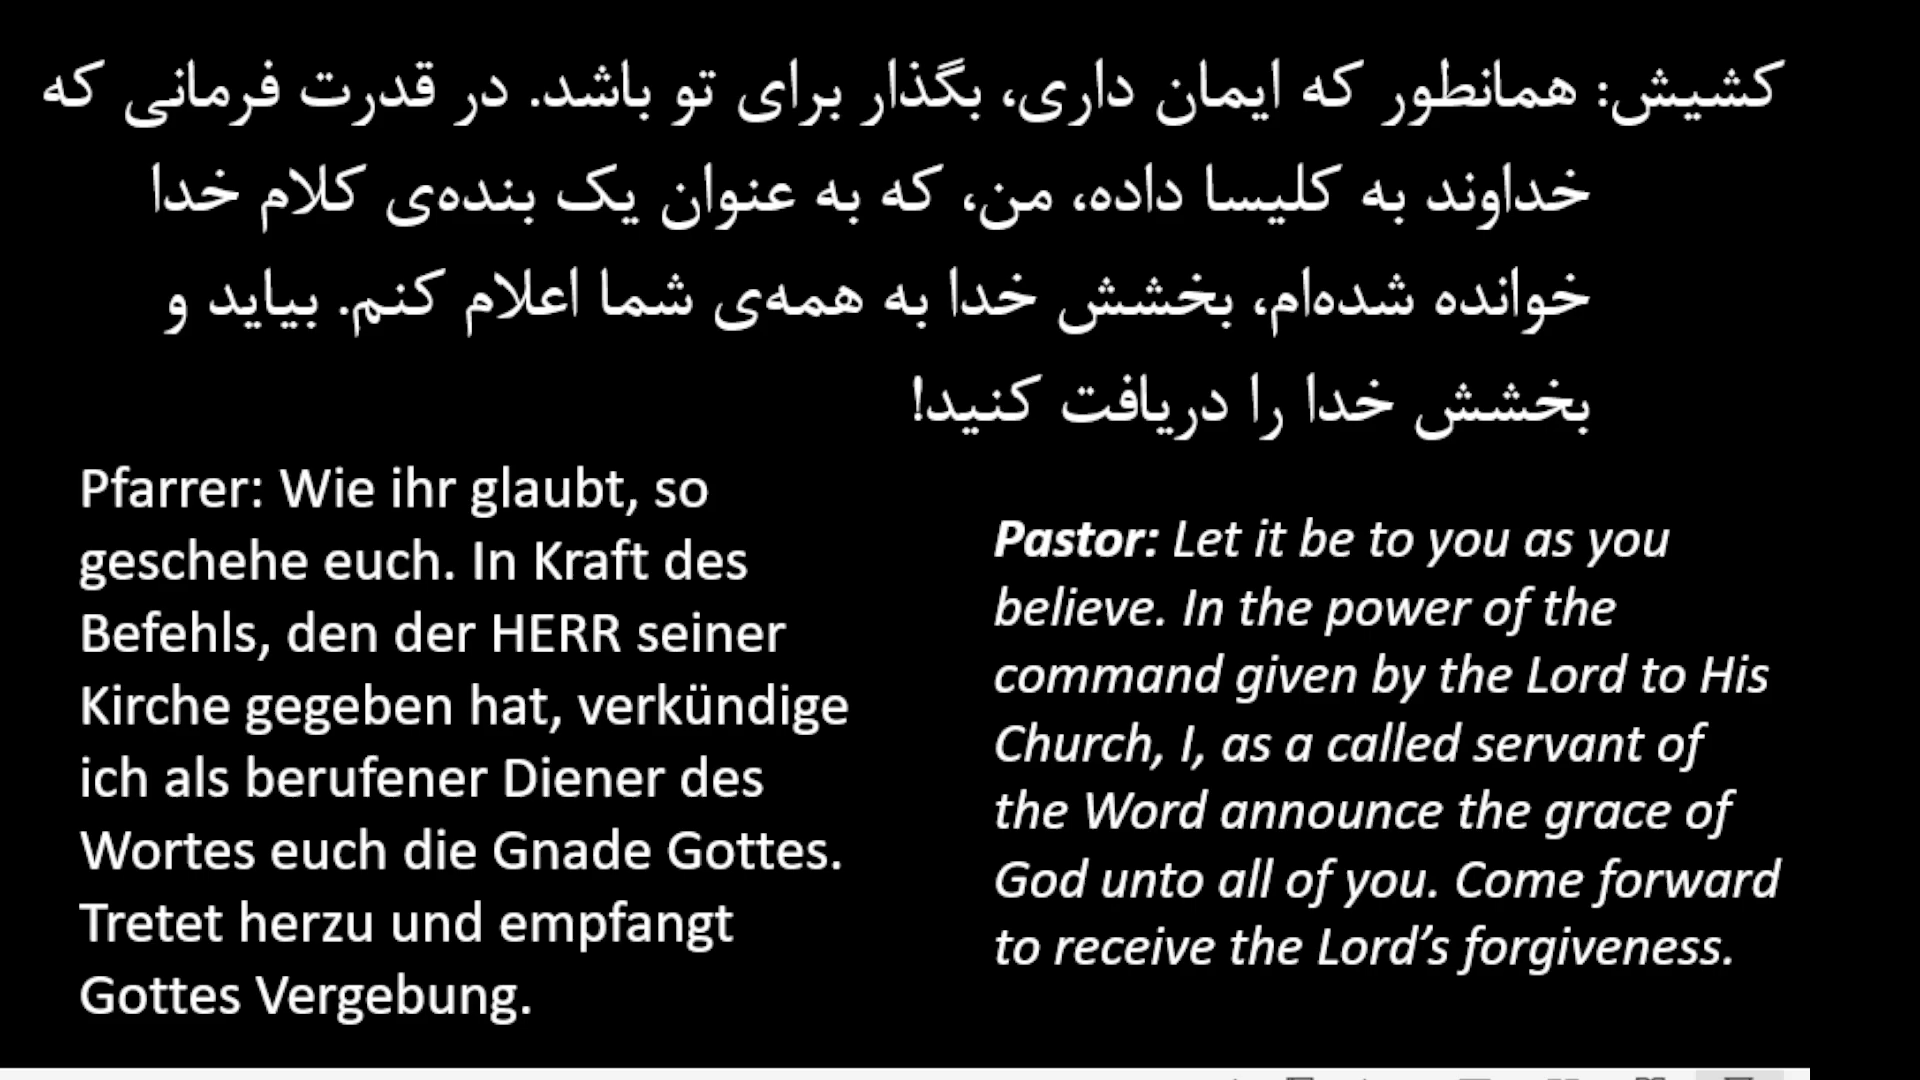 کشیش: همانطور که ایمان داری، بگذار برای تو باشد. در قدرت فرمانی که
خداوند به کلیسا داده، من، که به عنوان یک بنده‌ی کلام خدا
خوانده شده‌ام، بخشش خدا به همه‌ی شما اعلام کنم. بیاید و
بخشش خدا را دریافت کنید!
Pfarrer: Wie ihr glaubt, so
geschehe euch. In Kraft des
Befehls, den der HERR seiner
Kirche gegeben hat, verkündige
ich als berufener Diener des
Wortes euch die Gnade Gottes.
Tretet herzu und empfangt
Gottes Vergebung.
Pastor: Let it be to you as you
believe. In the power of the
command given by the Lord to His
Church, I, as a called servant of
the Word announce the grace of
God unto all of you. Come forward
to receive the Lord’s forgiveness.